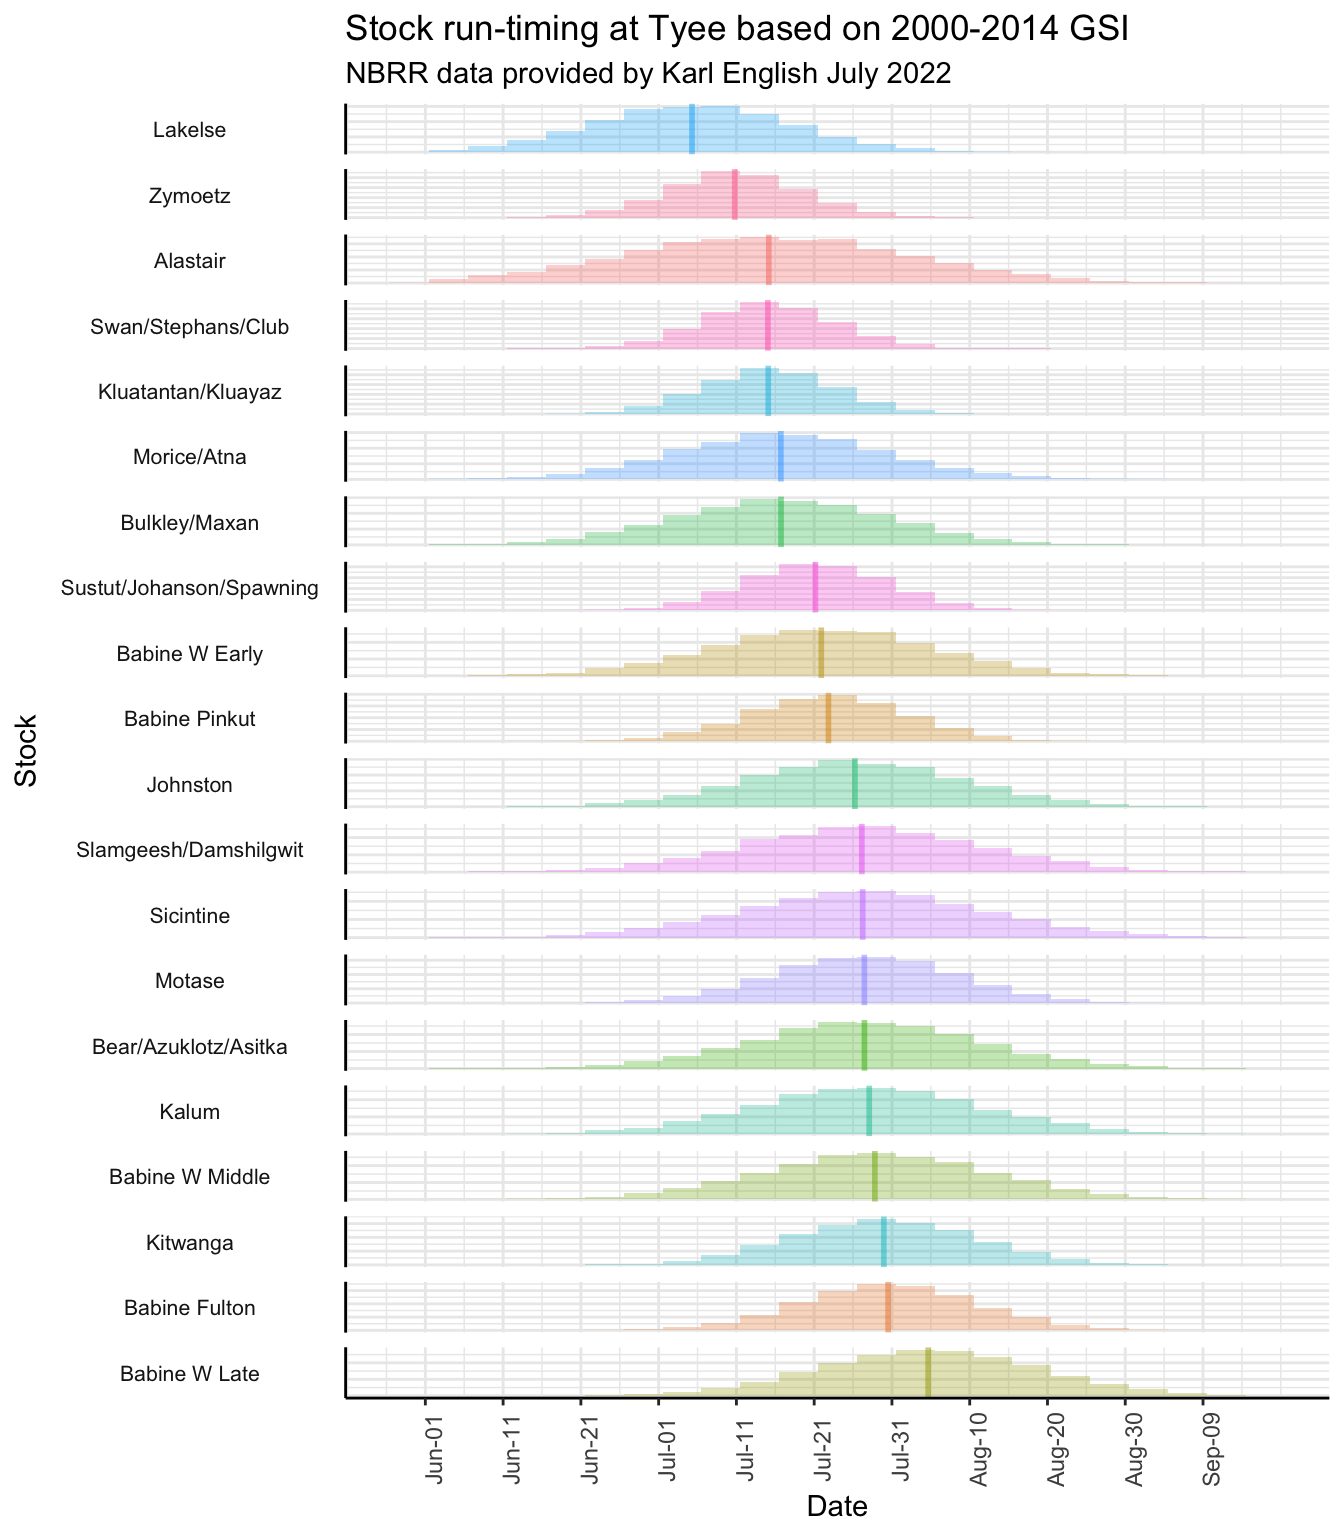 Stock run-timing at Tyee based on 2000-2014 GSI
NBRR data provided by Karl English July 2022
Lakelse
Zymoetz
Alastair
Swan/Stephans/Club
Kluatantan/Kluayaz
Morice/Atna
Bulkley/Maxan
Sustut/Johanson/Spawning
Babine W Early
Babine Pinkut
Johnston
Slamgeesh/Damshilgwit
Sicintine
Motase
Bear/Azuklotz/Asitka
Kalum
Babine W Middle
Kitwanga
Babine Fulton
Babine W Late
Stock
Jun-01
Jun-11
Jun-21
Jul-01
Jul-11
Jul-21
Jul-31
Aug-10
Aug-20
Aug-30
Sep-09
Date